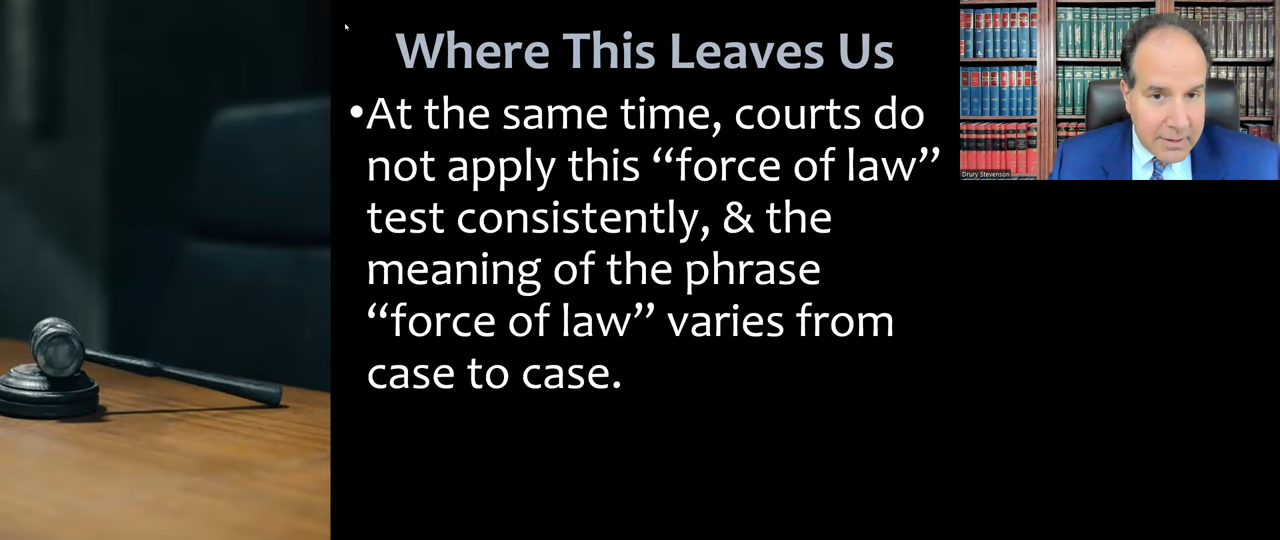 Where This Leaves Us
•At the same time, courts do
not apply this “force of law”
test consistently, & the
meaning of the phrase
“force of law” varies from
case to case.
Drury Stevenson